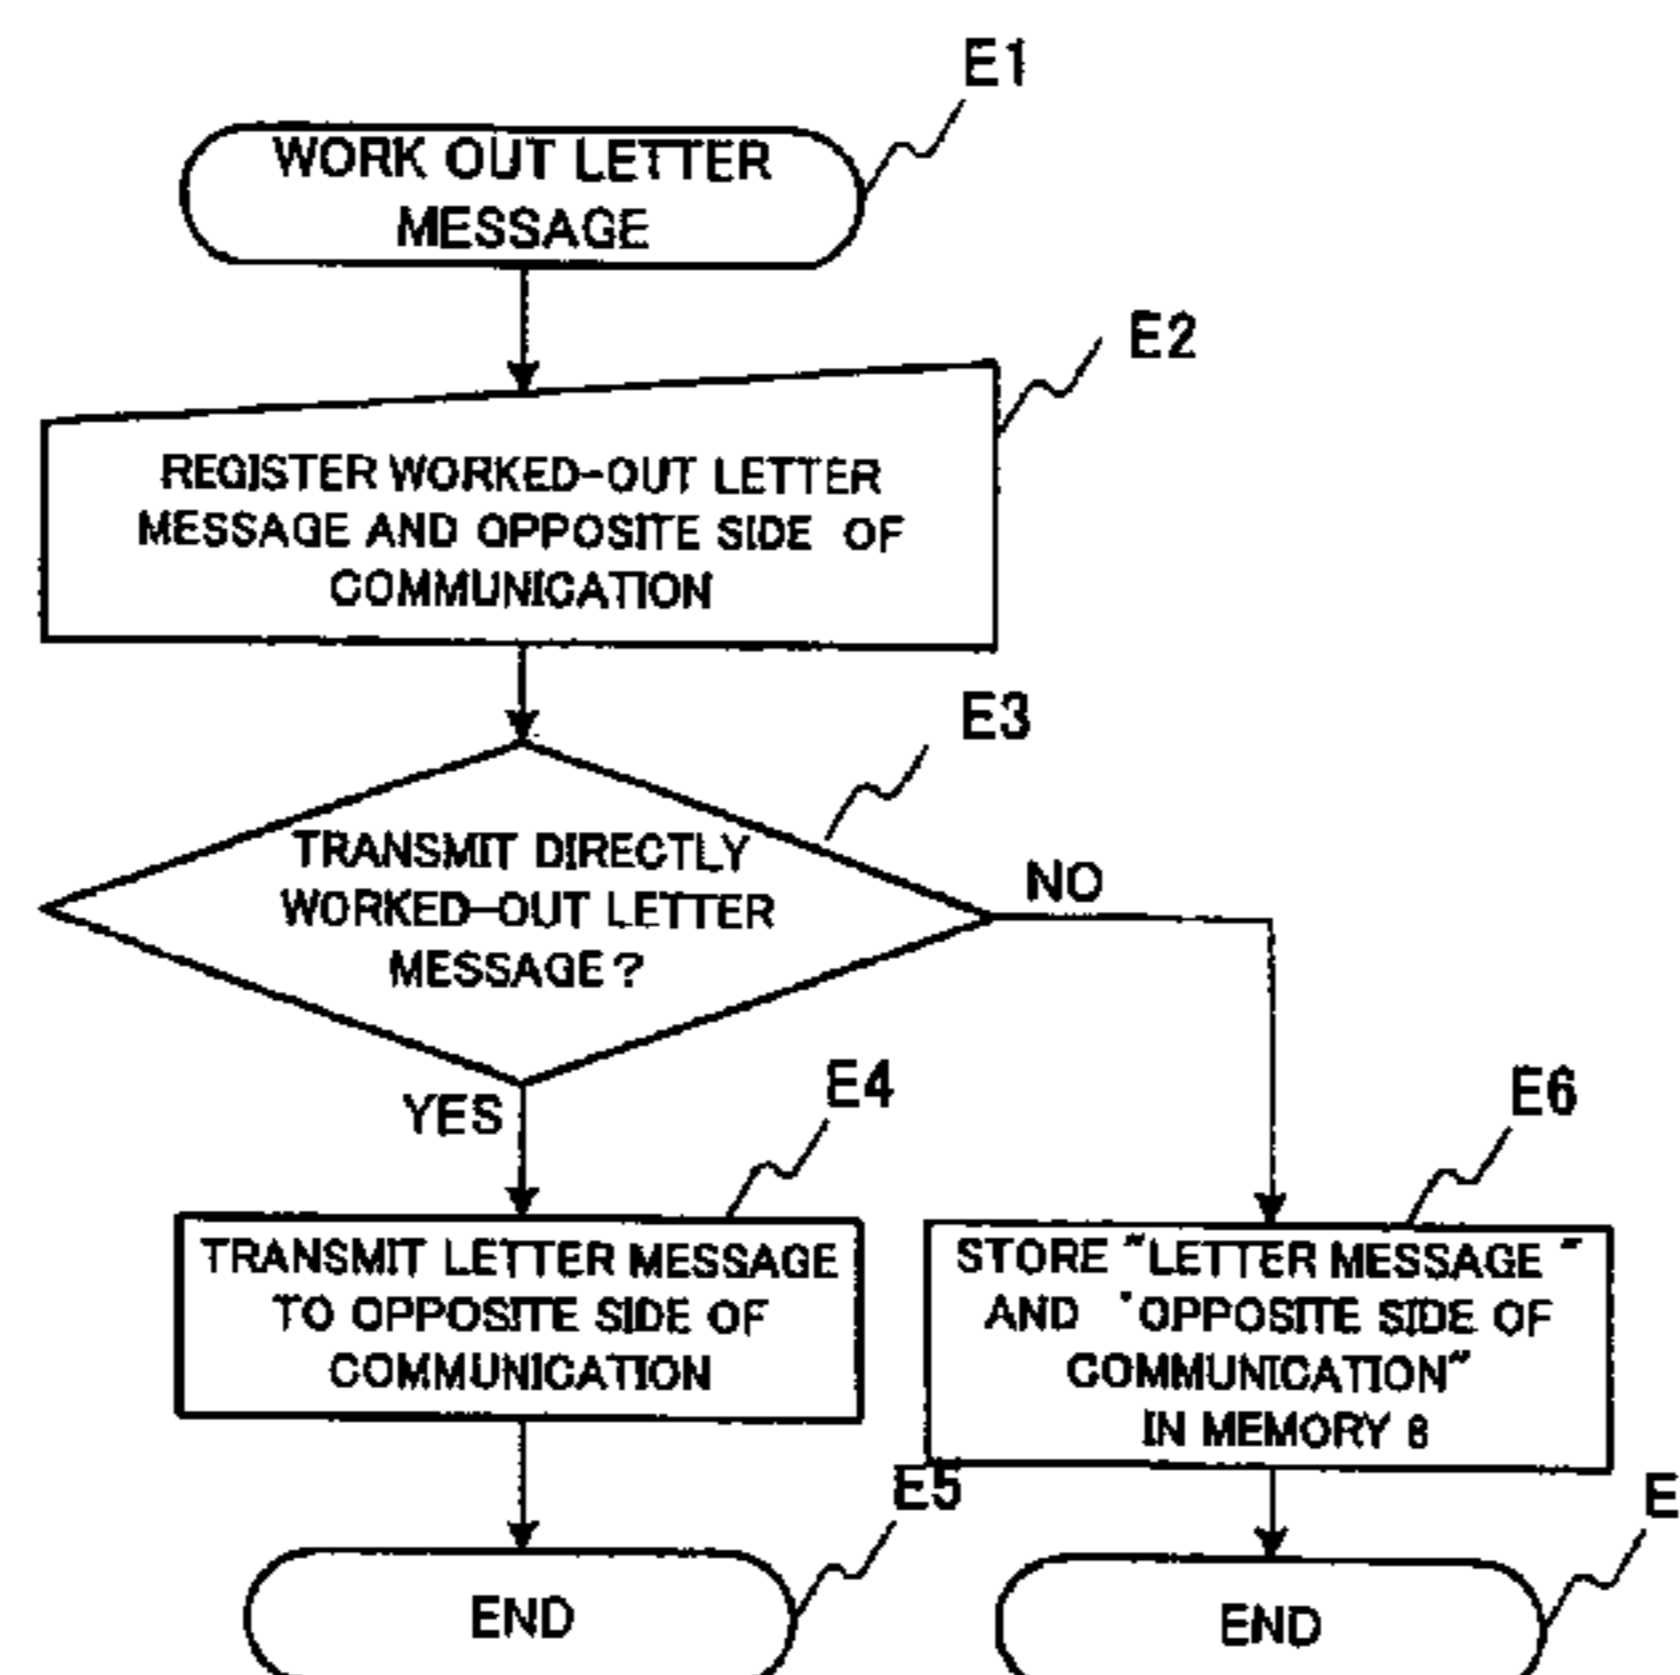 E1
WORK OUT LETTER
MESSAGE
E2
REGISTER WORKED-OUT LETTER
MESSAGE AND OPPOSITE SIDE OF
COMMUNICATION
E3
TRANSMIT DIRECTLY
WORKED-OUT LETTER
MESSAGE?
NO
YES
E4
E6
TRANSMIT LETTER MESSAGE
TO OPPOSITE SIDE OF
COMMUNICATION
STORE "LETTER MESSAGE"
AND "OPPOSITE SIDE OF
COMMUNICATION"
IN MEMORY 8
E5
END
END